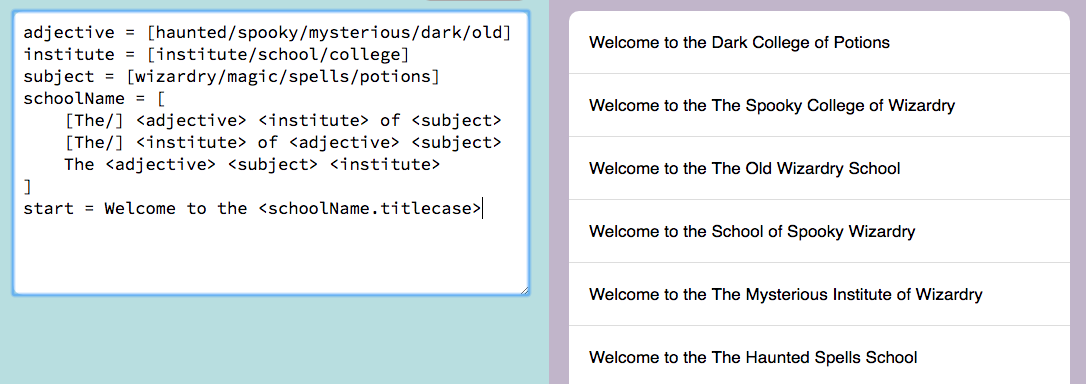 adjective = [haunted/spooky/mysterious/dark/old]
institute = [institute/school/college]
subject = [wizardry/magic/spells/potions]
schoolName = [
    [The/] <adjective> <institute> of <subject>
    [The/] <institute> of <adjective> <subject>
    The <adjective> <subject> <institute>
]
start = Welcome to the <schoolName.titlecase>
Welcome to the Dark College of Potions
Welcome to the The Spooky College of Wizardry
Welcome to the The Old Wizardry School
Welcome to the School of Spooky Wizardry
Welcome to the The Mysterious Institute of Wizardry
Welcome to the The Haunted Spells School